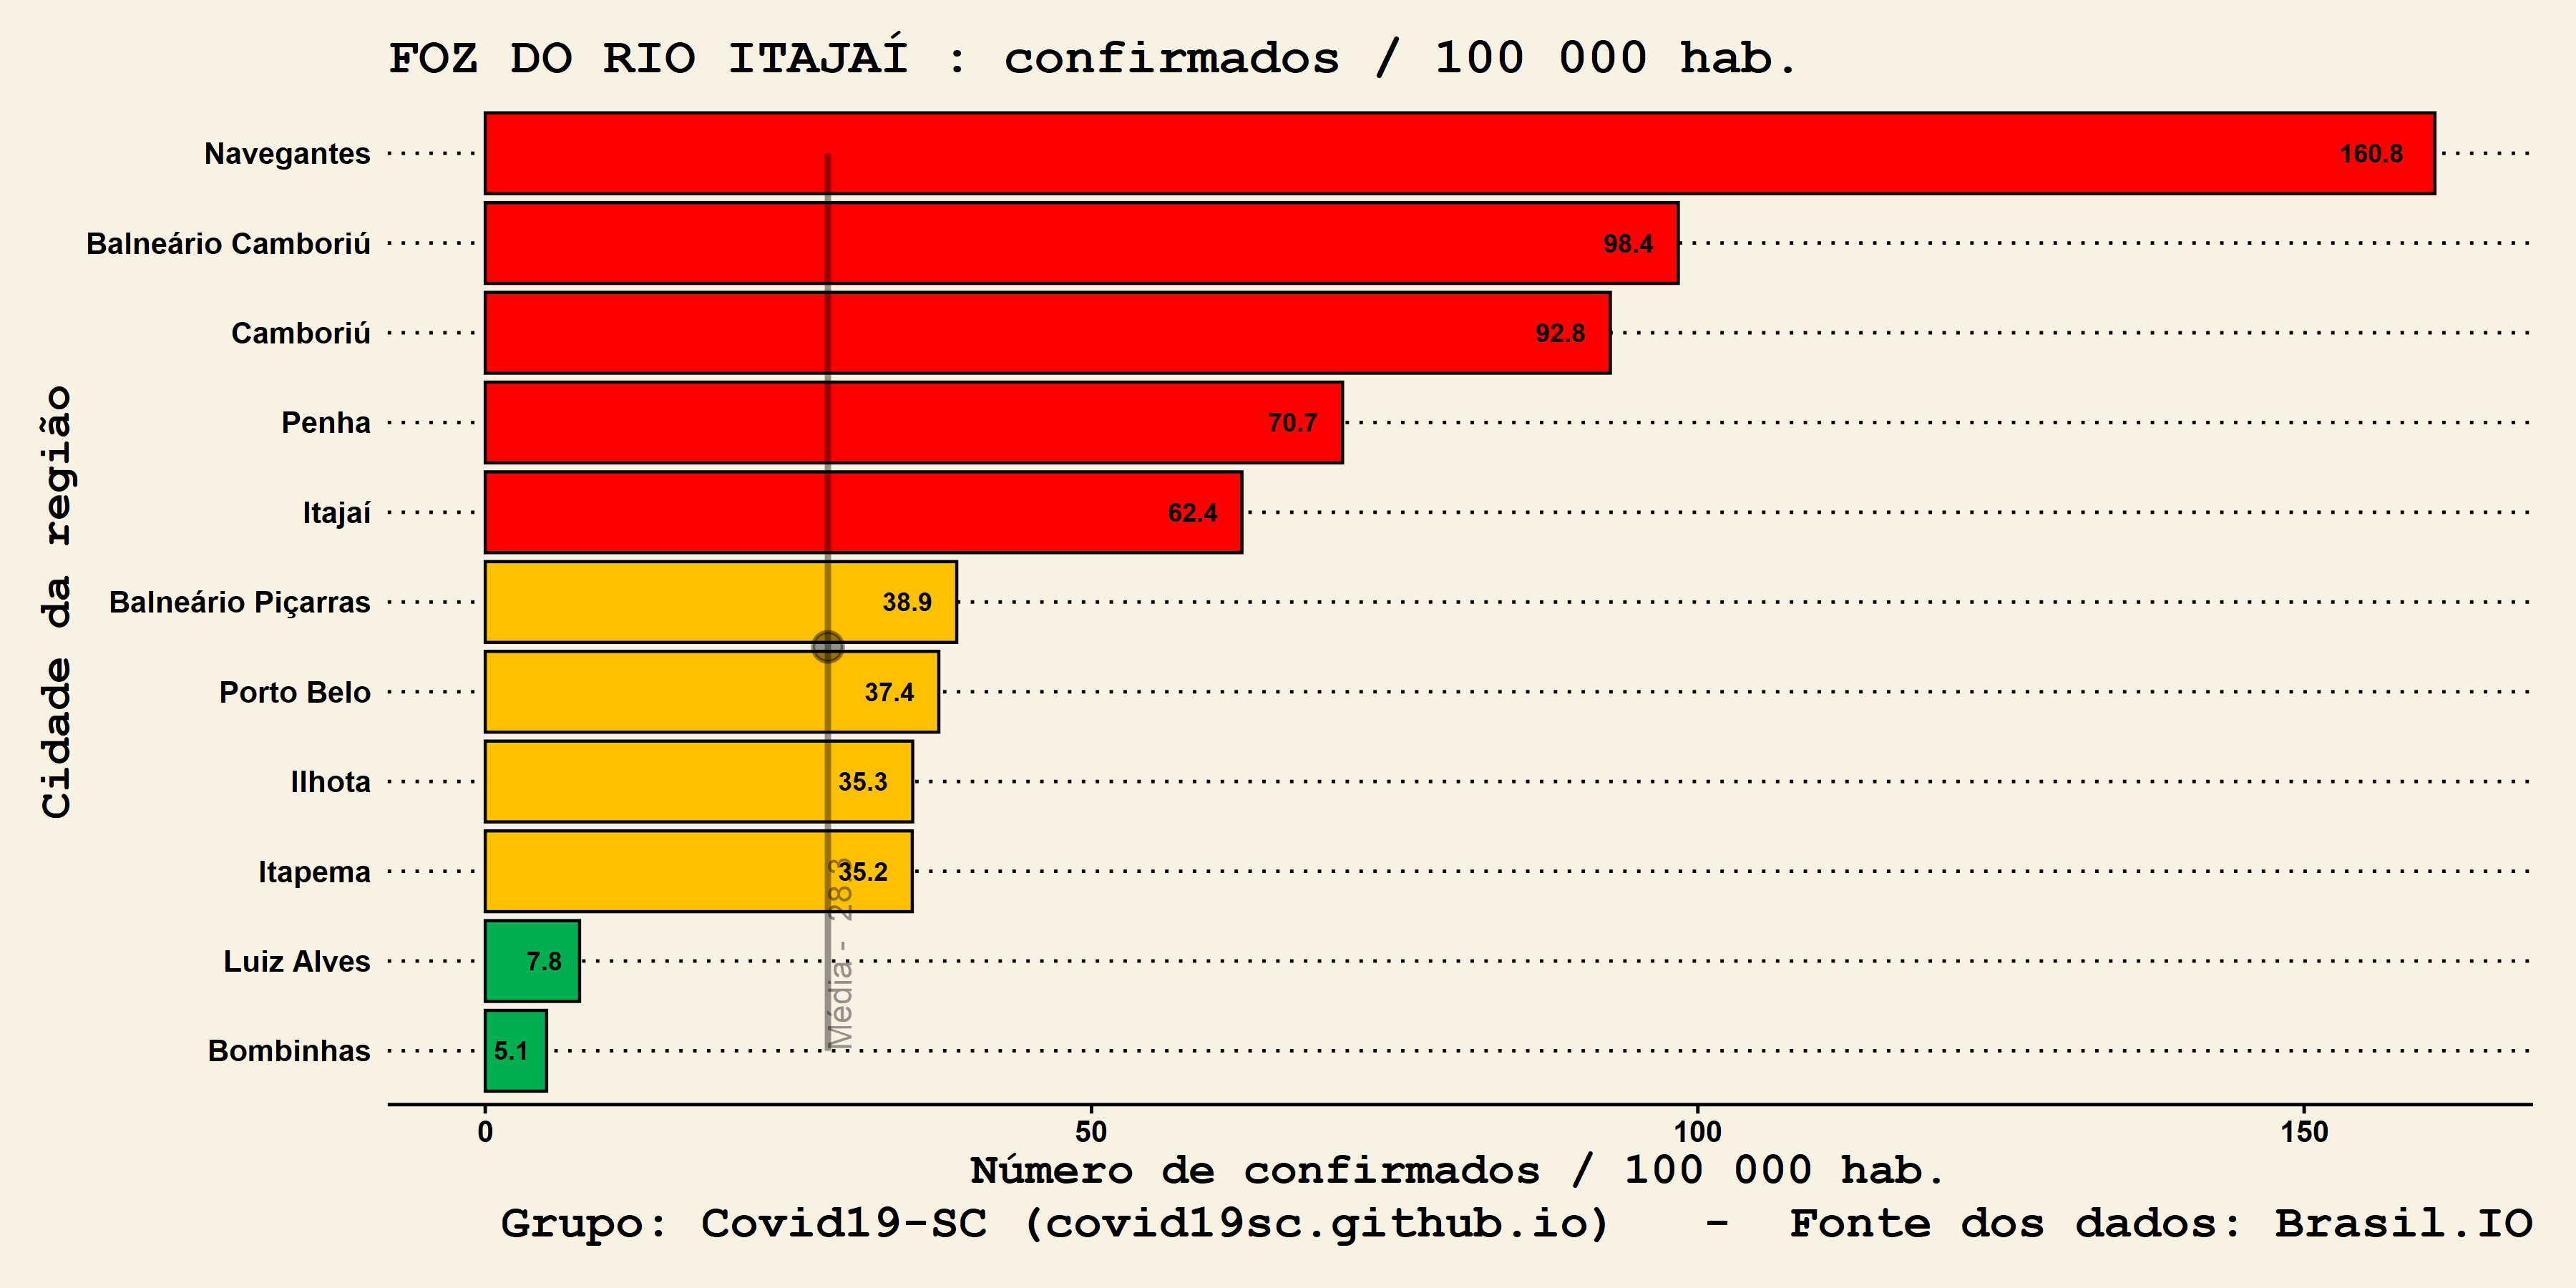 FOZ DO RIO ITAJAÍ : confirmados / 100 000 hab.
Cidade da região
Navegantes 160.8
Balneário Camboriú 98.4
Camboriú 92.8
Penha 70.7
Itajaí 62.4
Balneário Piçarras 38.9
Porto Belo 37.4
Ilhota 35.3
Itapema 35.2
Luiz Alves 7.8
Bombinhas 5.1
Média - 28.3
0 50 100 150
Número de confirmados / 100 000 hab.
Grupo: Covid19-SC (covid19sc.github.io) - Fonte dos dados: Brasil.IO